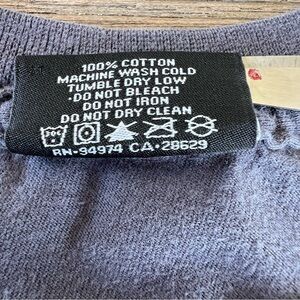 100% COTTON
MACHINE WASH COLD
TUMBLE DRY LOW
•DO NOT BLEACH
DO NOT IRON
DO NOT DRY CLEAN
RN-94974 CA-28629